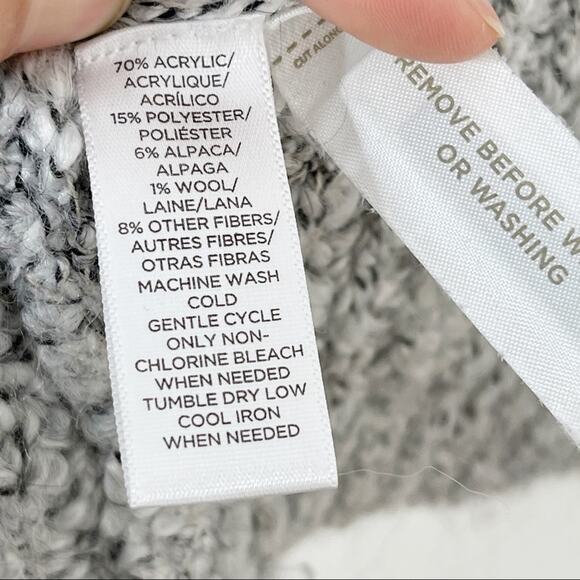 70% ACRYLIC/
ACRYLIQUE/
ACRÍLICO
15% POLYESTER/
POLIÉSTER
6% ALPACA/
ALPAGA
1% WOOL/
LAINE/LANA
8% OTHER FIBERS/
AUTRES FIBRES/
OTRAS FIBRAS
MACHINE WASH
COLD
GENTLE CYCLE
ONLY NON-
CHLORINE BLEACH
WHEN NEEDED
TUMBLE DRY LOW
COOL IRON
WHEN NEEDED
CUT ALONG
REMOVE BEFORE
OR WASHING